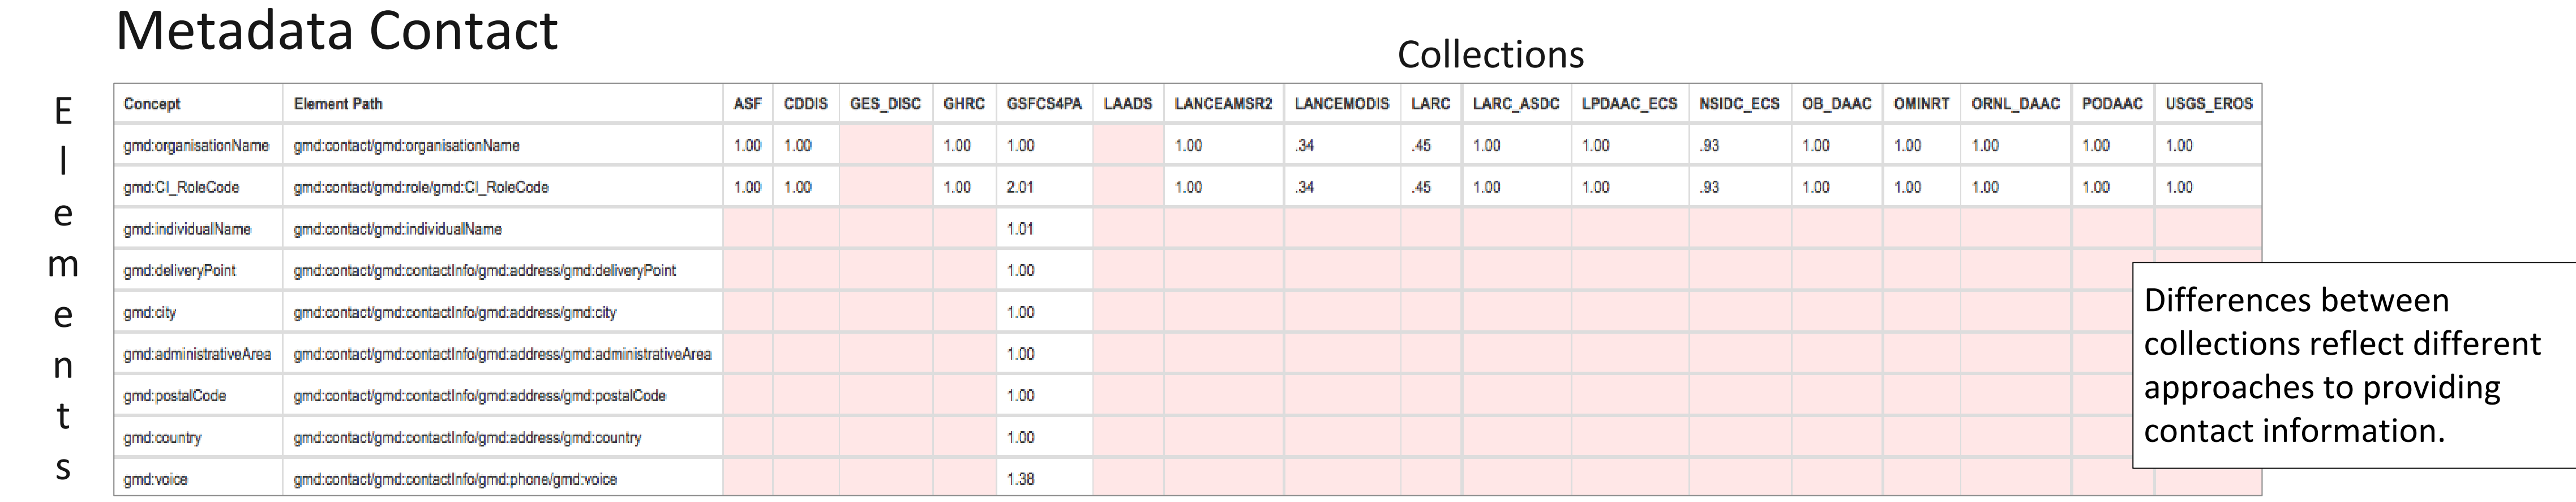 Metadata Contact
Collections
Elements
Concept Element Path ASF CDDIS GES_DISC GHRC GSFCS4PA LAADS LANCEAMSR2 LANCEMODIS LARC LARC_ASDC LPDAAC_ECS NSIDC_ECS OB_DAAC OMINRT ORNL_DAAC PODAAC USGS_EROS
gmd:organisationName gmd:contact/gmd:organisationName 1.00 1.00 1.00 1.00 1.00 .34 .45 1.00 1.00 .93 1.00 1.00 1.00 1.00 1.00
gmd:CI_RoleCode gmd:contact/gmd:role/gmd:CI_RoleCode 1.00 1.00 1.00 2.01 1.00 .34 .45 1.00 1.00 .93 1.00 1.00 1.00 1.00 1.00
gmd:individualName gmd:contact/gmd:individualName 1.01
gmd:deliveryPoint gmd:contact/gmd:contactInfo/gmd:address/gmd:deliveryPoint 1.00
gmd:city gmd:contact/gmd:contactInfo/gmd:address/gmd:city 1.00
gmd:administrativeArea gmd:contact/gmd:contactInfo/gmd:address/gmd:administrativeArea 1.00
gmd:postalCode gmd:contact/gmd:contactInfo/gmd:address/gmd:postalCode 1.00
gmd:country gmd:contact/gmd:contactInfo/gmd:address/gmd:country 1.00
gmd:voice gmd:contact/gmd:contactInfo/gmd:phone/gmd:voice 1.38
Differences between
collections reflect different
approaches to providing
contact information.